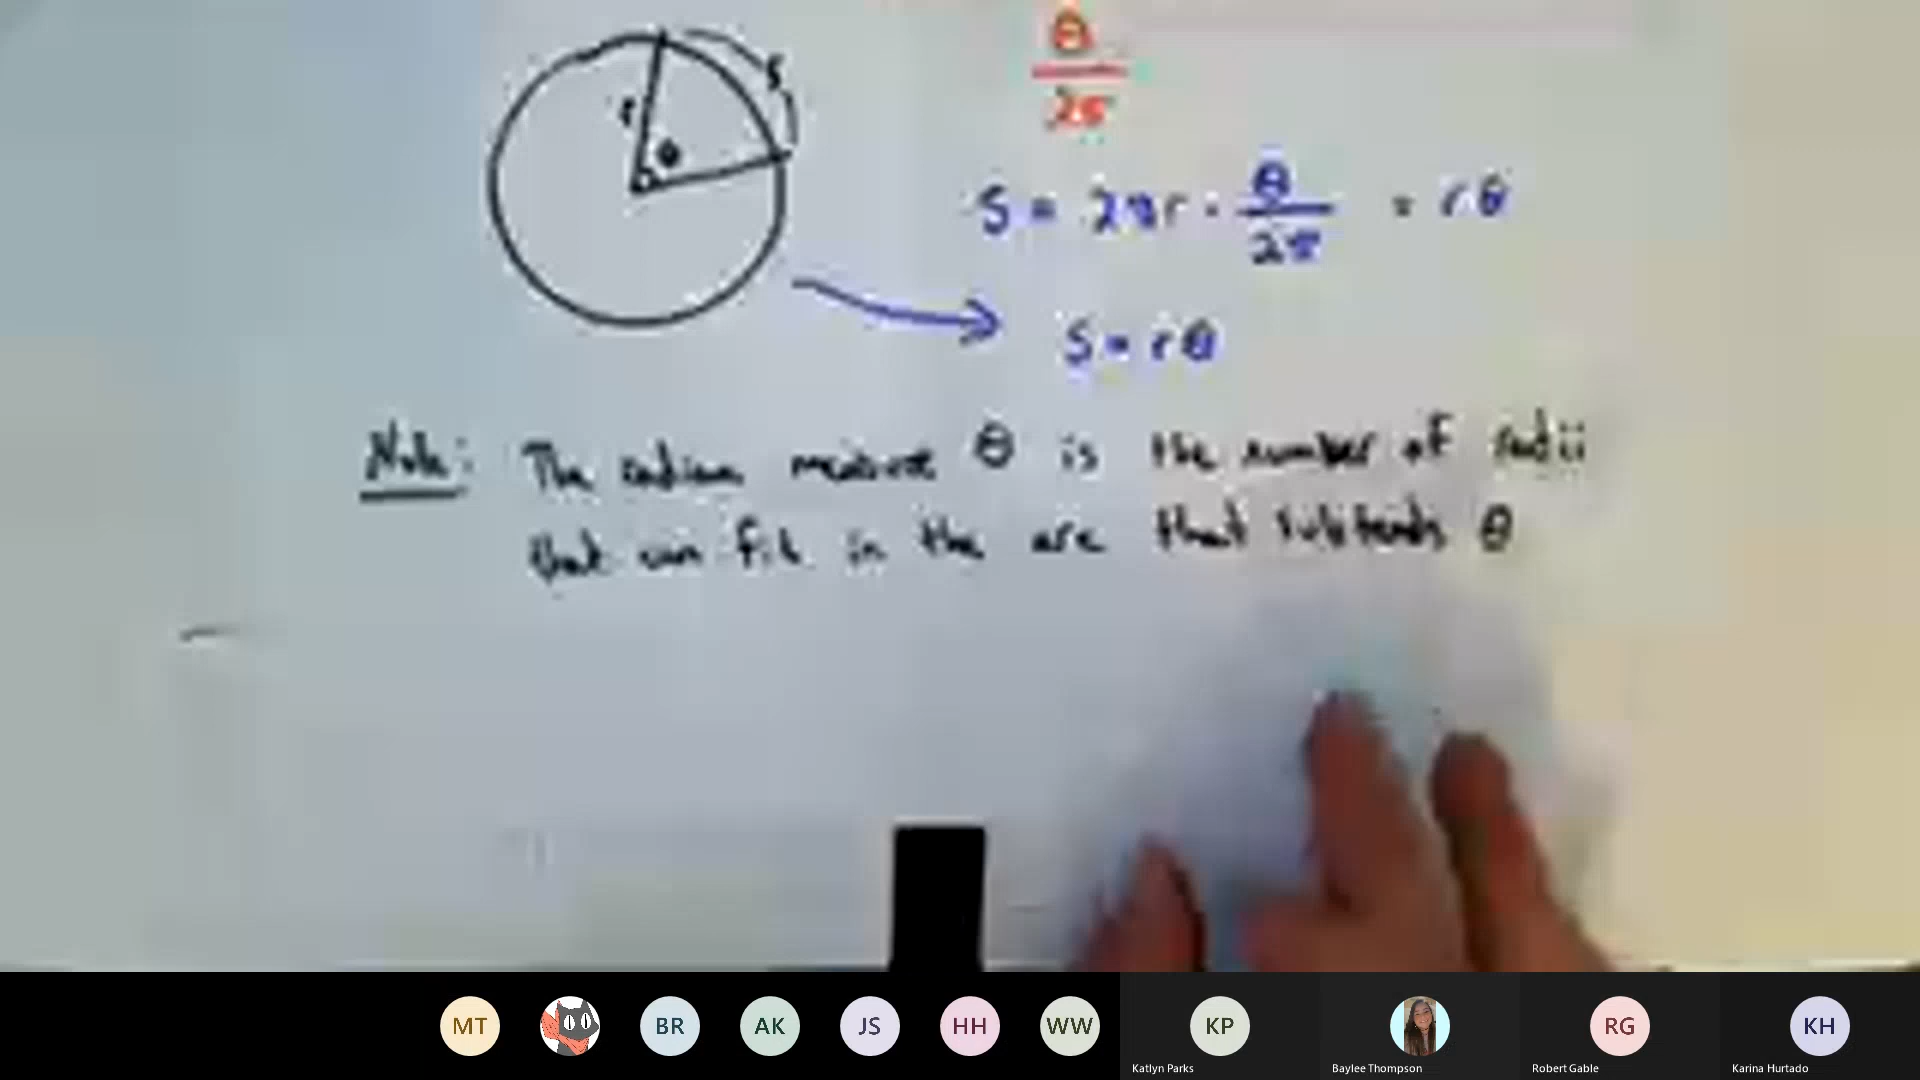 θ
2π
r
θ
s
S = 2πr · θ/2π = rθ
S = rθ
Note: The radian measure θ is the number of radii
that can fit in the arc that subtends θ
MT BR AK JS HH WW KP RG KH
Katlyn Parks Baylee Thompson Robert Gable Karina Hurtado